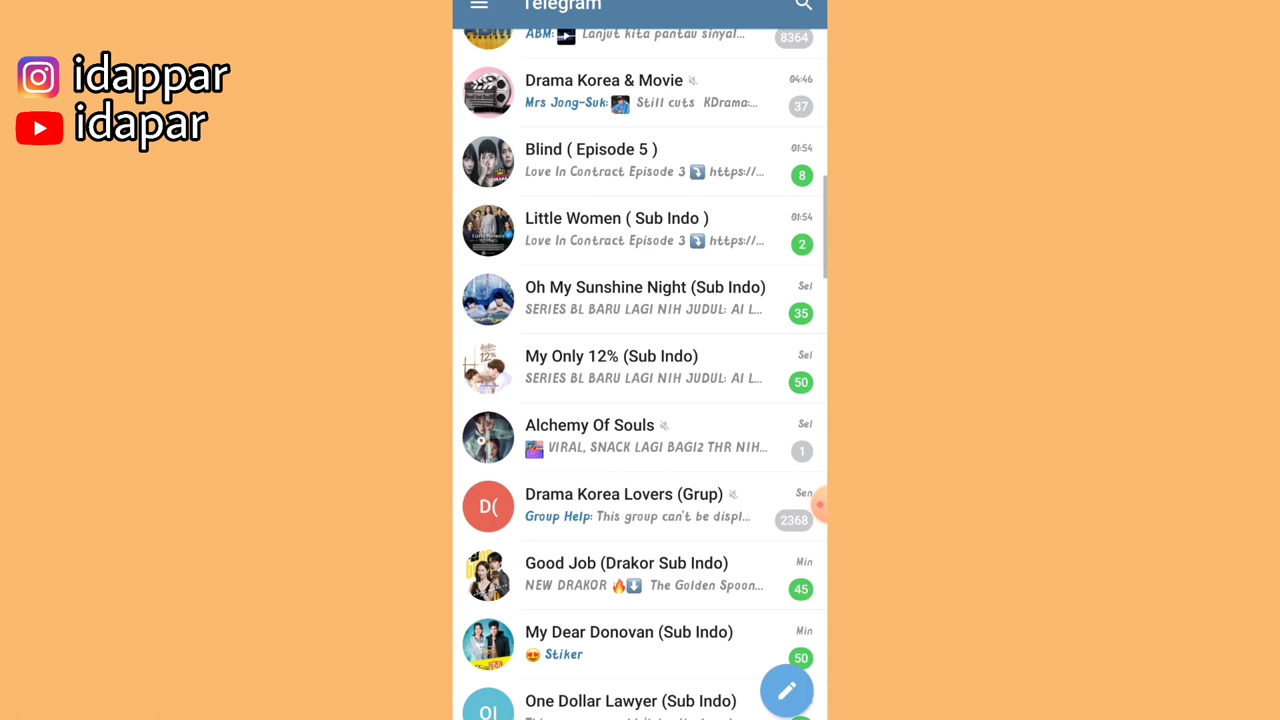 idappar
idapar
Telegram
ABM
ABM: Lanjut kita pantau sinyal...
8364
Drama Korea & Movie
04:46
Mrs Jong-Suk: Still cuts KDrama:...
37
Blind ( Episode 5 )
01:54
Love In Contract Episode 3 ⤵️ https://...
8
Little Women ( Sub Indo )
01:54
Love In Contract Episode 3 ⤵️ https://...
2
Oh My Sunshine Night (Sub Indo)
Sel
SERIES BL BARU LAGI NIH JUDUL: AI L...
35
My Only 12% (Sub Indo)
Sel
SERIES BL BARU LAGI NIH JUDUL: AI L...
50
12%
Alchemy Of Souls
Sel
VIRAL, SNACK LAGI BAGI2 THR NIH...
1
D(
Drama Korea Lovers (Grup)
Sen
Group Help: This group can't be displ...
2368
Good Job (Drakor Sub Indo)
Min
NEW DRAKOR 🔥⬇️ The Golden Spoon...
45
My Dear Donovan (Sub Indo)
Min
😍 Stiker
50
One Dollar Lawyer (Sub Indo)